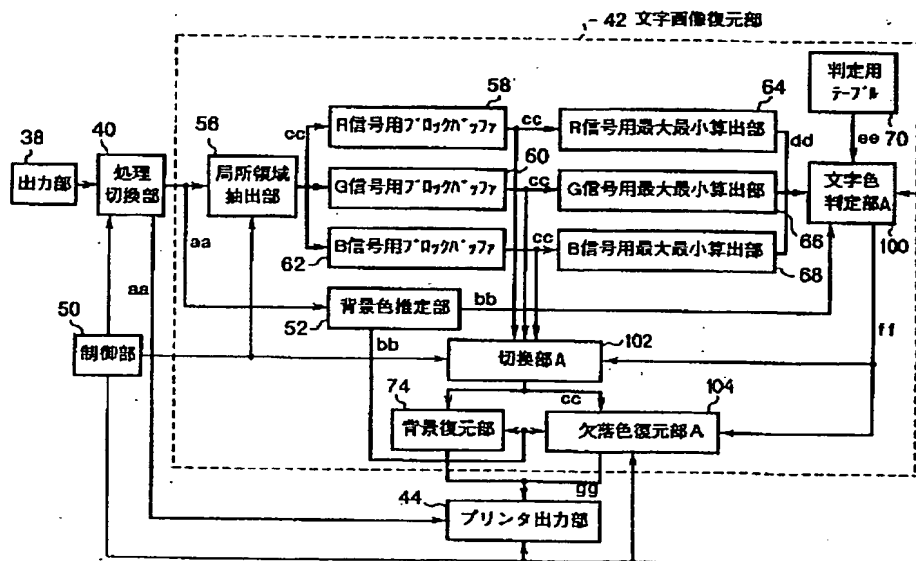 42 文字画像復元部
判定用
テーブル
70
58
64
R信号用ブロックバッファ
cc
R信号用最大最小算出部
dd
ee
38
出力部
40
処理
切換部
56
局所領域
抽出部
cc
60
G信号用ブロックバッファ
cc
G信号用最大最小算出部
66
文字色
判定部A
100
aa
62
B信号用ブロックバッファ
cc
B信号用最大最小算出部
68
aa
50
制御部
52
背景色推定部
bb
bb
ff
切換部A
102
74
背景復元部
cc
104
欠落色復元部A
gg
44
プリンタ出力部